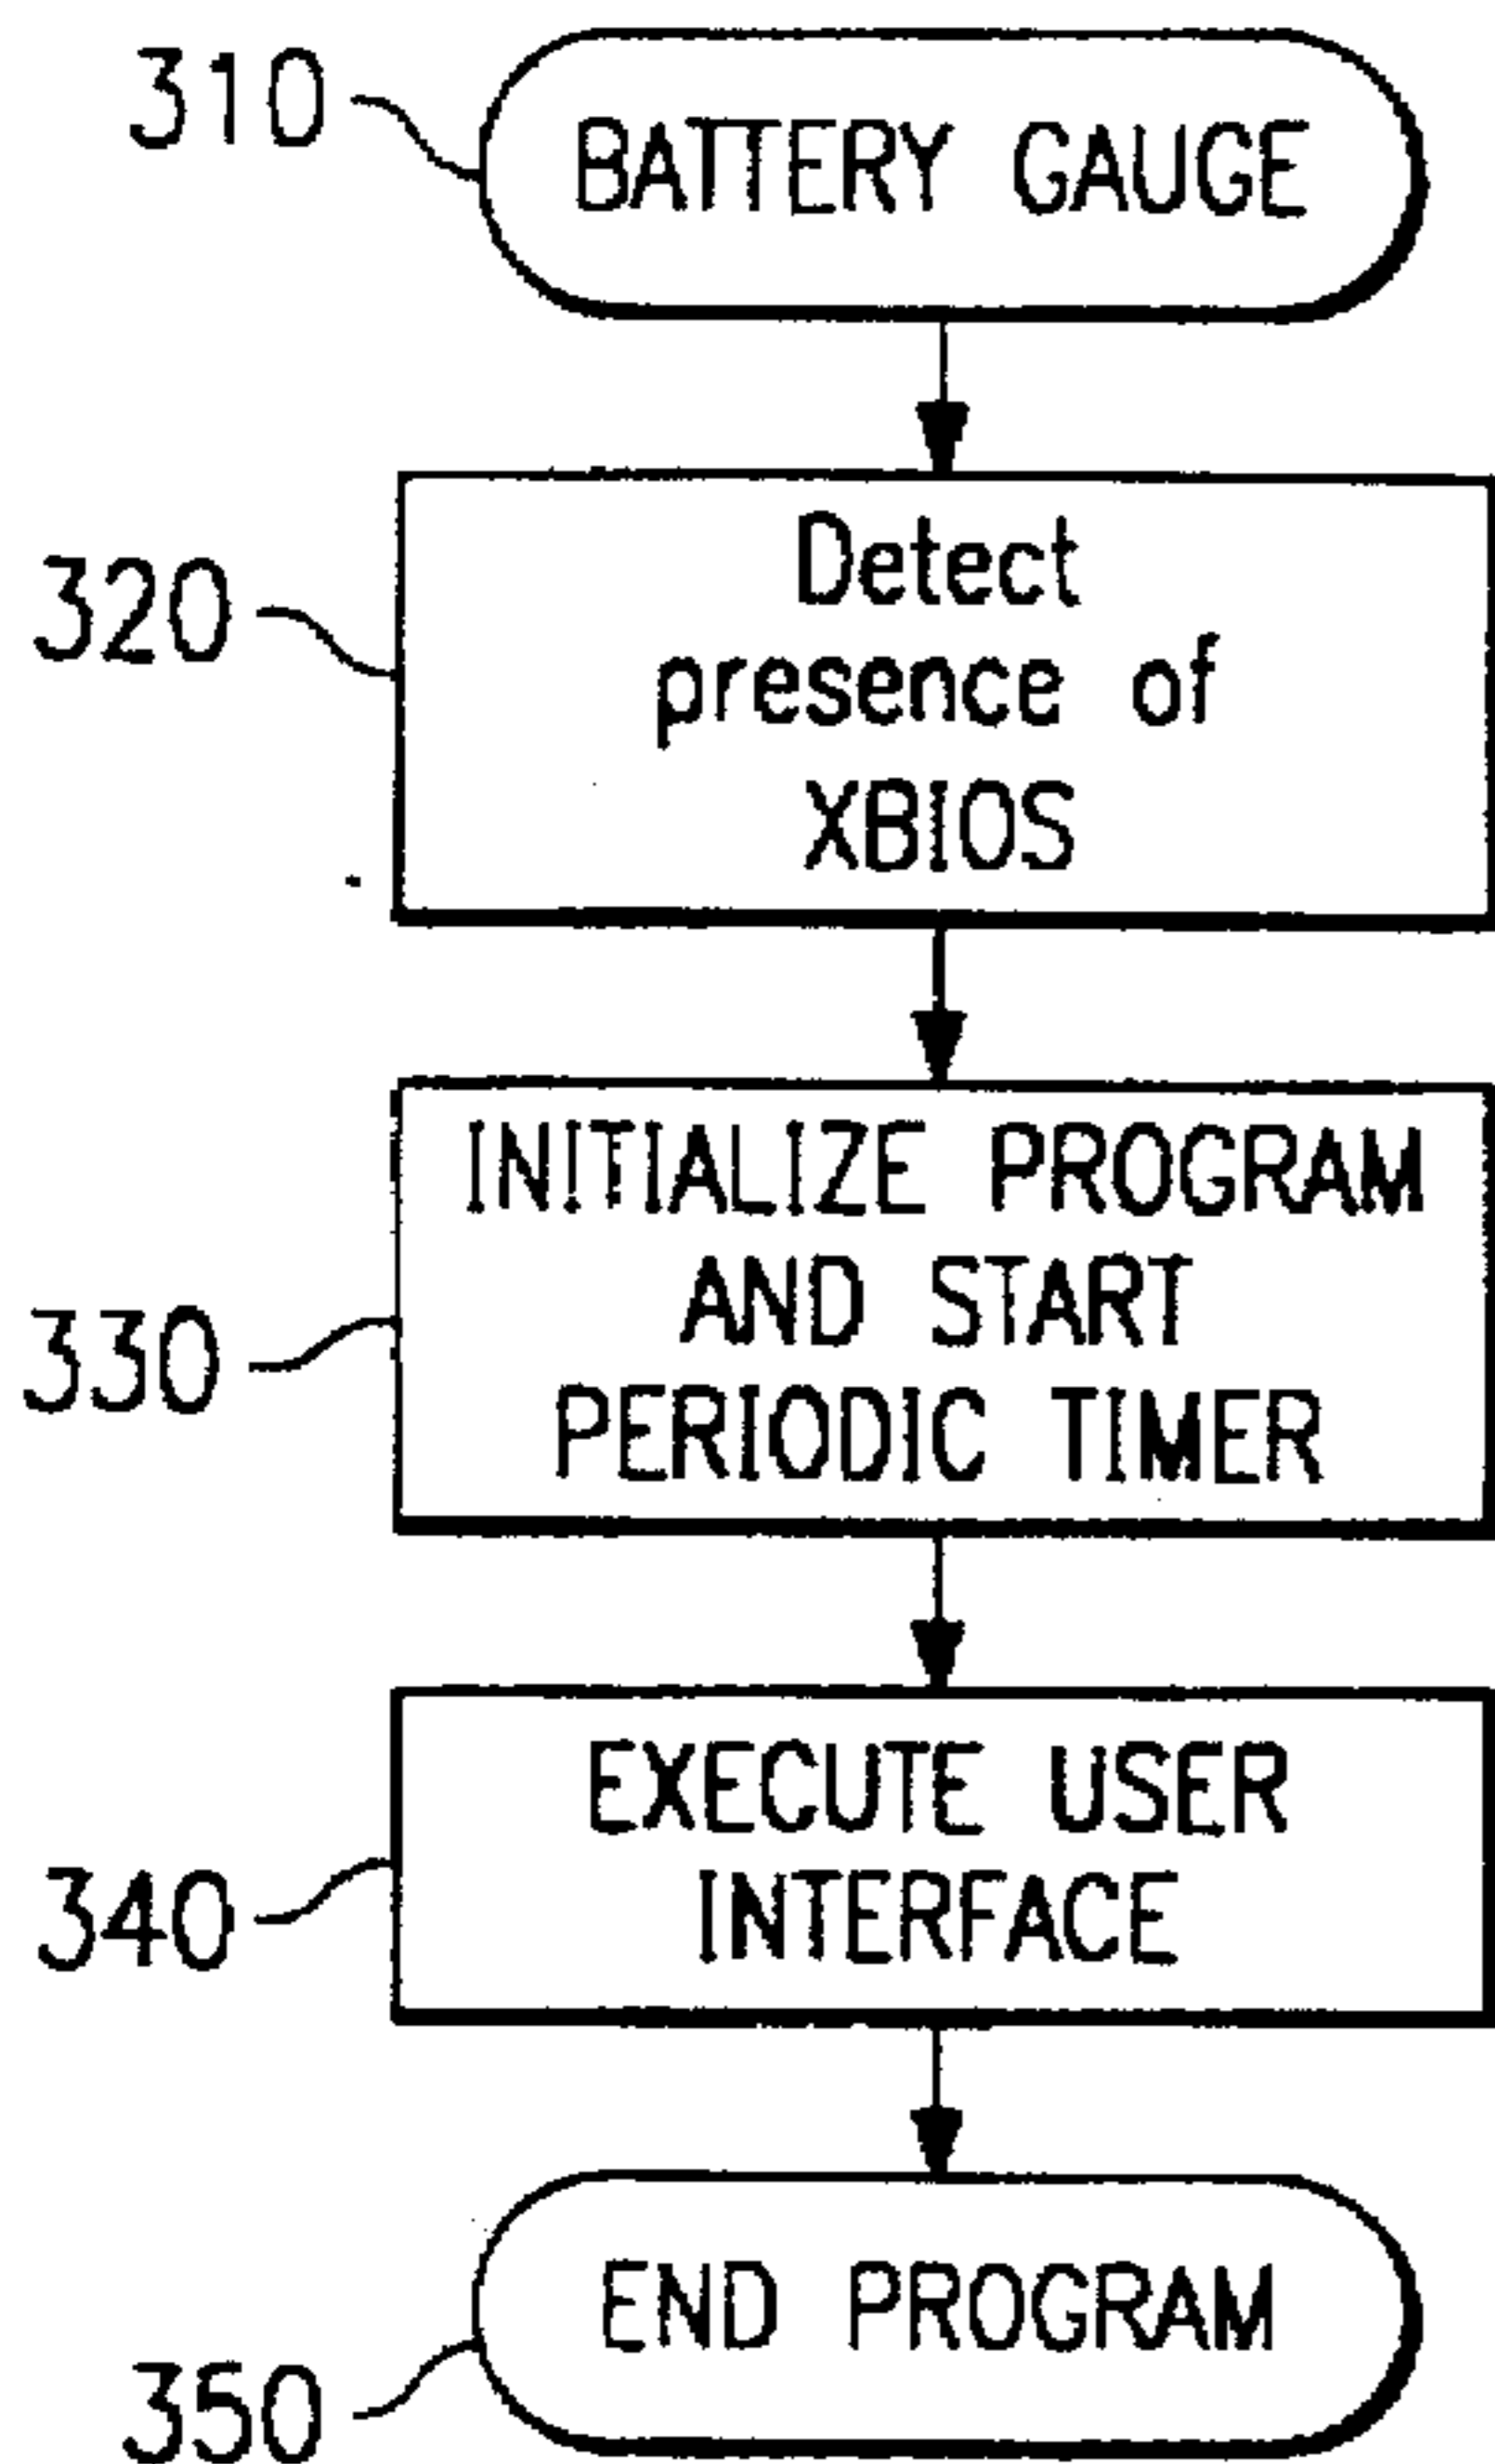 310
BATTERY GAUGE
320
Detect
presence of
XBIOS
330
INITIALIZE PROGRAM
AND START
PERIODIC TIMER
340
EXECUTE USER
INTERFACE
350
END PROGRAM